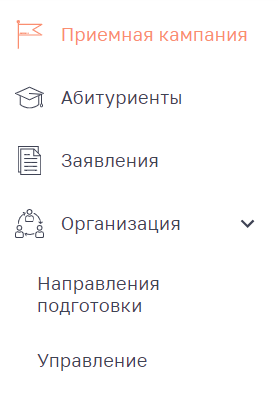 Приемная кампания
Абитуриенты
Заявления
Организация
Направления
подготовки
Управление